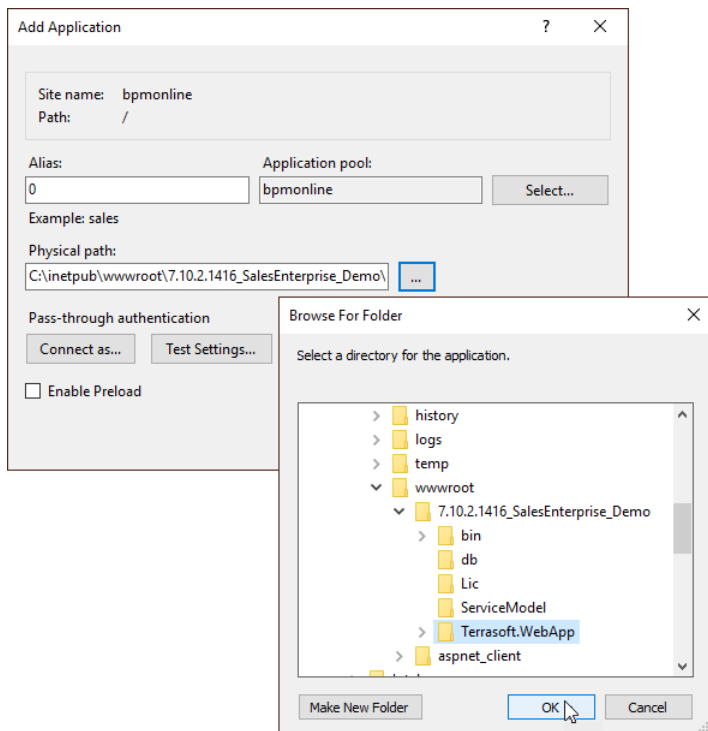 Add Application
?
Site name: bpmonline
Path: /
Alias:
Application pool:
0
bpmonline
Select...
Example: sales
Physical path:
C:\inetpub\wwwroot\7.10.2.1416_SalesEnterprise_Demo\
...
Pass-through authentication
Connect as...
Test Settings...
Enable Preload
Browse For Folder
Select a directory for the application.
history
logs
temp
wwwroot
7.10.2.1416_SalesEnterprise_Demo
bin
db
Lic
ServiceModel
Terrasoft.WebApp
aspnet_client
Make New Folder
OK
Cancel